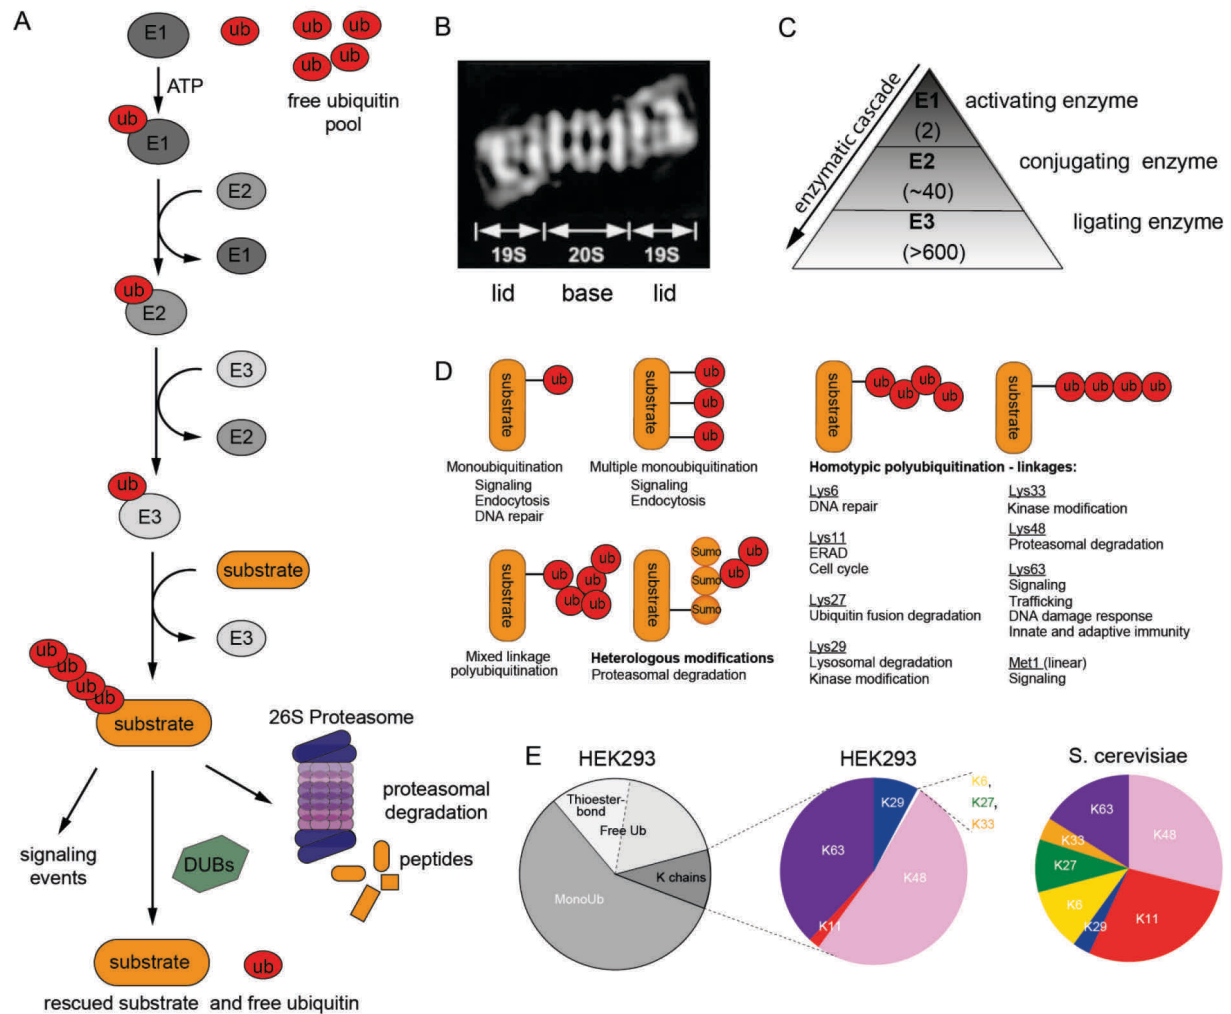 A
E1
ub
ub
ub
ub
ub
free ubiquitin
pool
ATP
ub
E1
E2
E1
ub
E2
E3
E2
ub
E3
substrate
E3
ub
ub
ub
ub
substrate
26S Proteasome
proteasomal
degradation
peptides
signaling
events
DUBs
substrate
ub
rescued substrate and free ubiquitin
B
19S
20S
19S
lid
base
lid
C
enzymatic cascade
E1
(2)
activating enzyme
E2
(~40)
conjugating enzyme
E3
(>600)
ligating enzyme
D
substrate
ub
Monoubiquitination
Signaling
Endocytosis
DNA repair
substrate
ub
ub
ub
Multiple monoubiquitination
Signaling
Endocytosis
substrate
ub
ub
ub
ub
ub
ub
Mixed linkage
polyubiquitination
substrate
Sumo
Sumo
Sumo
ub
ub
Heterologous modifications
Proteasomal degradation
substrate
ub
ub
ub
ub
substrate
ub
ub
ub
ub
Homotypic polyubiquitination - linkages:
Lys6
DNA repair
Lys11
ERAD
Cell cycle
Lys27
Ubiquitin fusion degradation
Lys29
Lysosomal degradation
Kinase modification
Lys33
Kinase modification
Lys48
Proteasomal degradation
Lys63
Signaling
Trafficking
DNA damage response
Innate and adaptive immunity
Met1 (linear)
Signaling
E
HEK293
Thioester-
bond
Free Ub
K chains
MonoUb
HEK293
K29
K63
K48
K11
K6,
K27,
K33
S. cerevisiae
K63
K48
K33
K27
K6
K29
K11